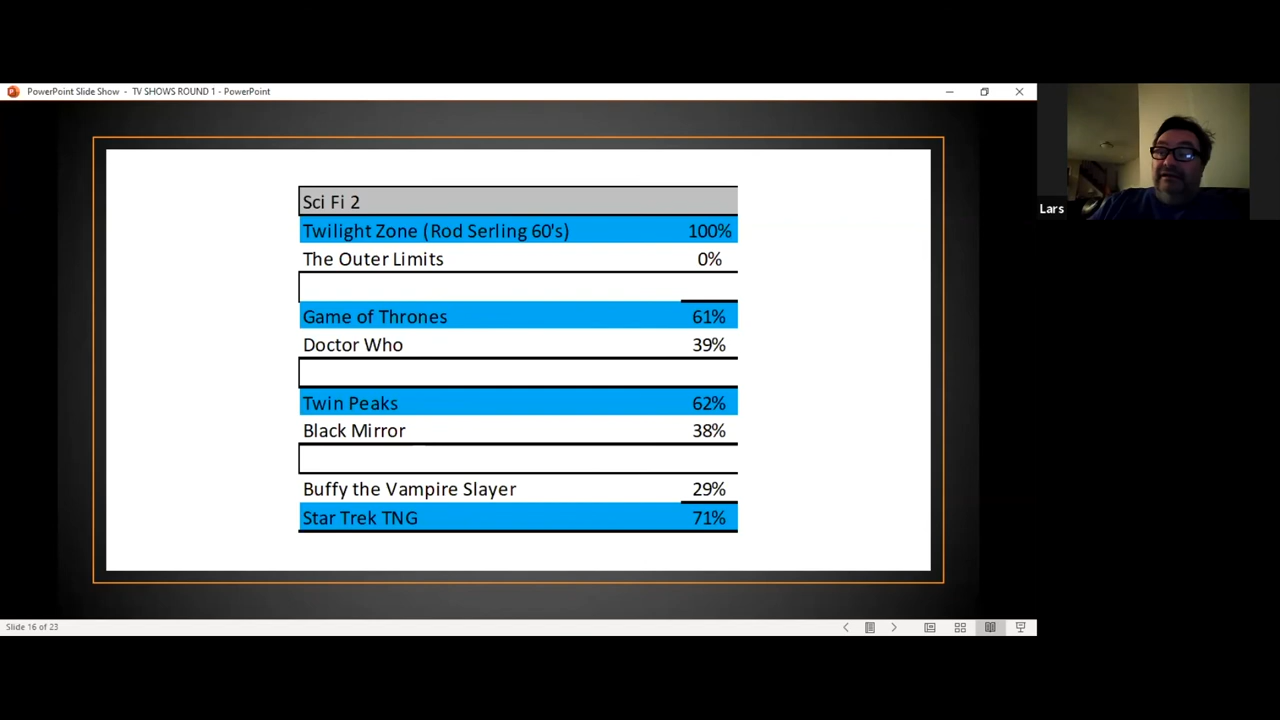 PowerPoint Slide Show - TV SHOWS ROUND 1 - PowerPoint
Sci Fi 2
Twilight Zone (Rod Serling 60's) 100%
The Outer Limits 0%
Game of Thrones 61%
Doctor Who 39%
Twin Peaks 62%
Black Mirror 38%
Buffy the Vampire Slayer 29%
Star Trek TNG 71%
Lars
Slide 16 of 23